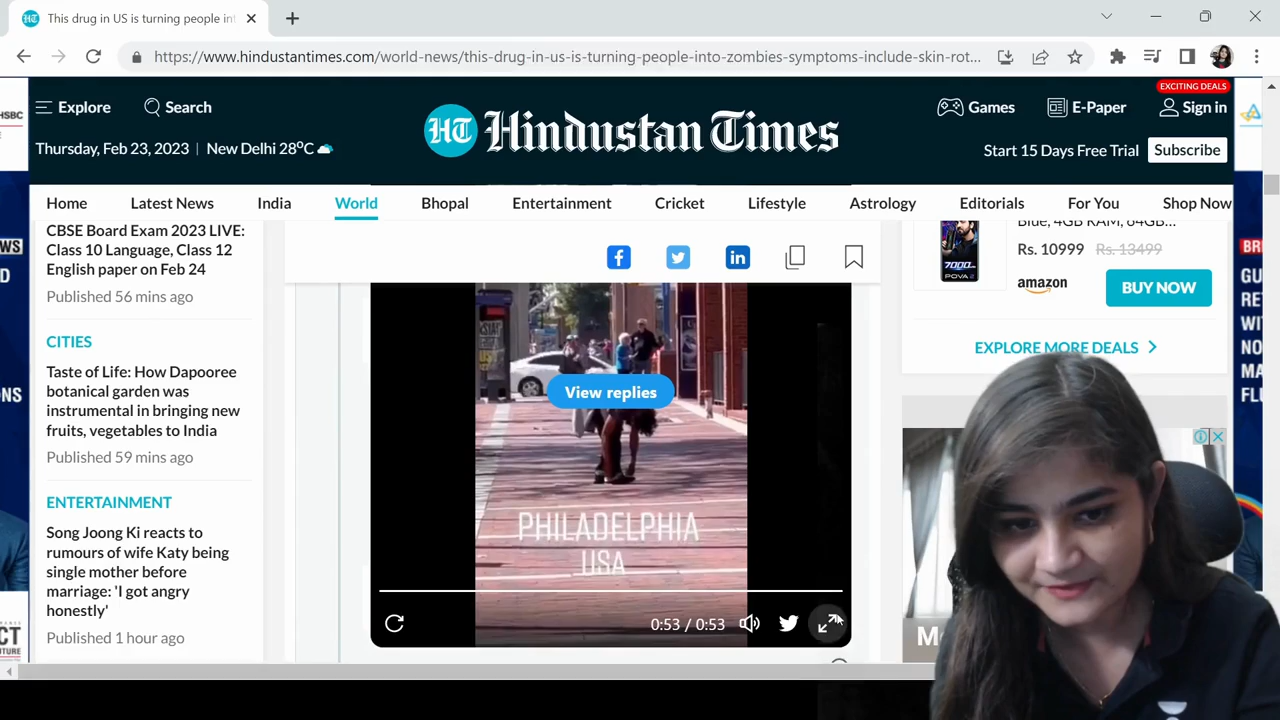 This drug in US is turning people in
https://www.hindustantimes.com/world-news/this-drug-in-us-is-turning-people-into-zombies-symptoms-include-skin-rot...
HSBC
Explore
Search
HT Hindustan Times
EXCITING DEALS
Games
E-Paper
Sign in
Thursday, Feb 23, 2023 | New Delhi 28°C
Start 15 Days Free Trial
Subscribe
Home
Latest News
India
World
Bhopal
Entertainment
Cricket
Lifestyle
Astrology
Editorials
For You
Shop Now
CBSE Board Exam 2023 LIVE:
Class 10 Language, Class 12
English paper on Feb 24
Published 56 mins ago
CITIES
Taste of Life: How Dapooree
botanical garden was
instrumental in bringing new
fruits, vegetables to India
Published 59 mins ago
ENTERTAINMENT
Song Joong Ki reacts to
rumours of wife Katy being
single mother before
marriage: 'I got angry
honestly'
Published 1 hour ago
View replies
PHILADELPHIA
USA
0:53 / 0:53
Blue, 4GB RAM, 64GB...
Rs. 10999 Rs. 13499
7000
POVA 2
amazon
BUY NOW
EXPLORE MORE DEALS